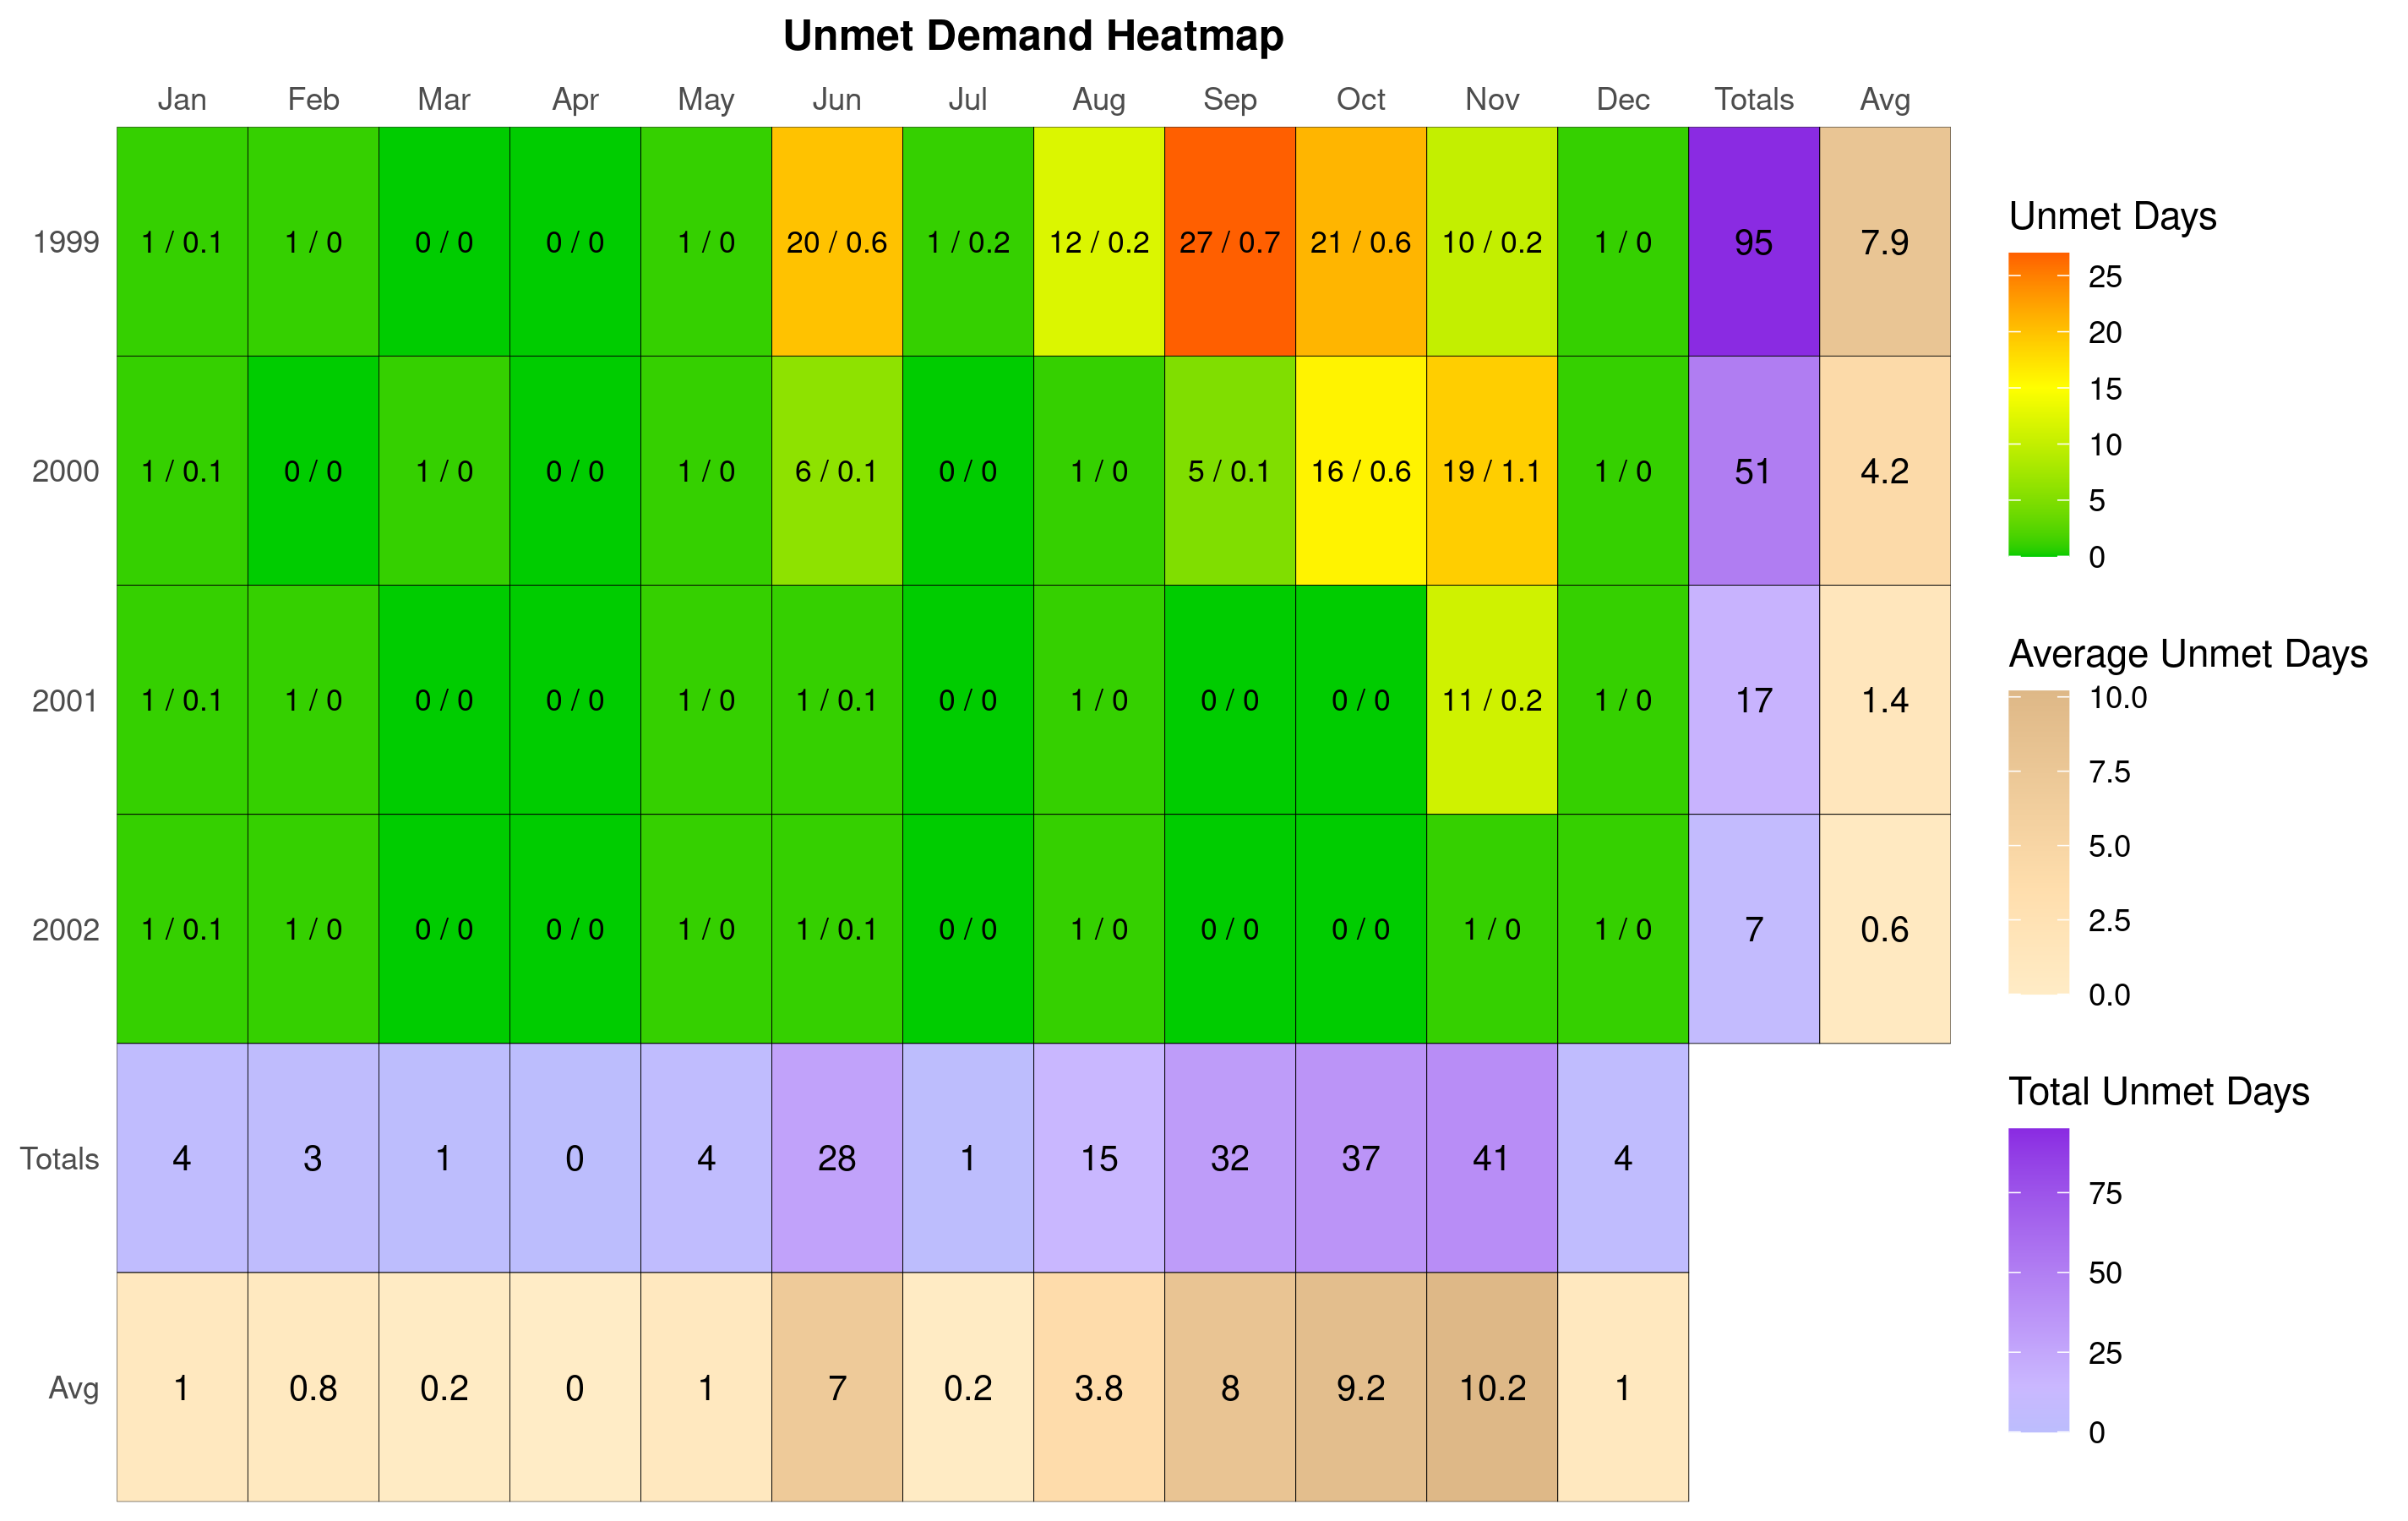 Unmet Demand Heatmap
Jan Feb Mar Apr May Jun Jul Aug Sep Oct Nov Dec Totals Avg
1999 1 / 0.1 1 / 0 0 / 0 0 / 0 1 / 0 20 / 0.6 1 / 0.2 12 / 0.2 27 / 0.7 21 / 0.6 10 / 0.2 1 / 0 95 7.9
2000 1 / 0.1 0 / 0 1 / 0 0 / 0 1 / 0 6 / 0.1 0 / 0 1 / 0 5 / 0.1 16 / 0.6 19 / 1.1 1 / 0 51 4.2
2001 1 / 0.1 1 / 0 0 / 0 0 / 0 1 / 0 1 / 0.1 0 / 0 1 / 0 0 / 0 0 / 0 11 / 0.2 1 / 0 17 1.4
2002 1 / 0.1 1 / 0 0 / 0 0 / 0 1 / 0 1 / 0.1 0 / 0 1 / 0 0 / 0 0 / 0 1 / 0 1 / 0 7 0.6
Totals 4 3 1 0 4 28 1 15 32 37 41 4
Avg 1 0.8 0.2 0 1 7 0.2 3.8 8 9.2 10.2 1
Unmet Days
25
20
15
10
5
0
Average Unmet Days
10.0
7.5
5.0
2.5
0.0
Total Unmet Days
75
50
25
0